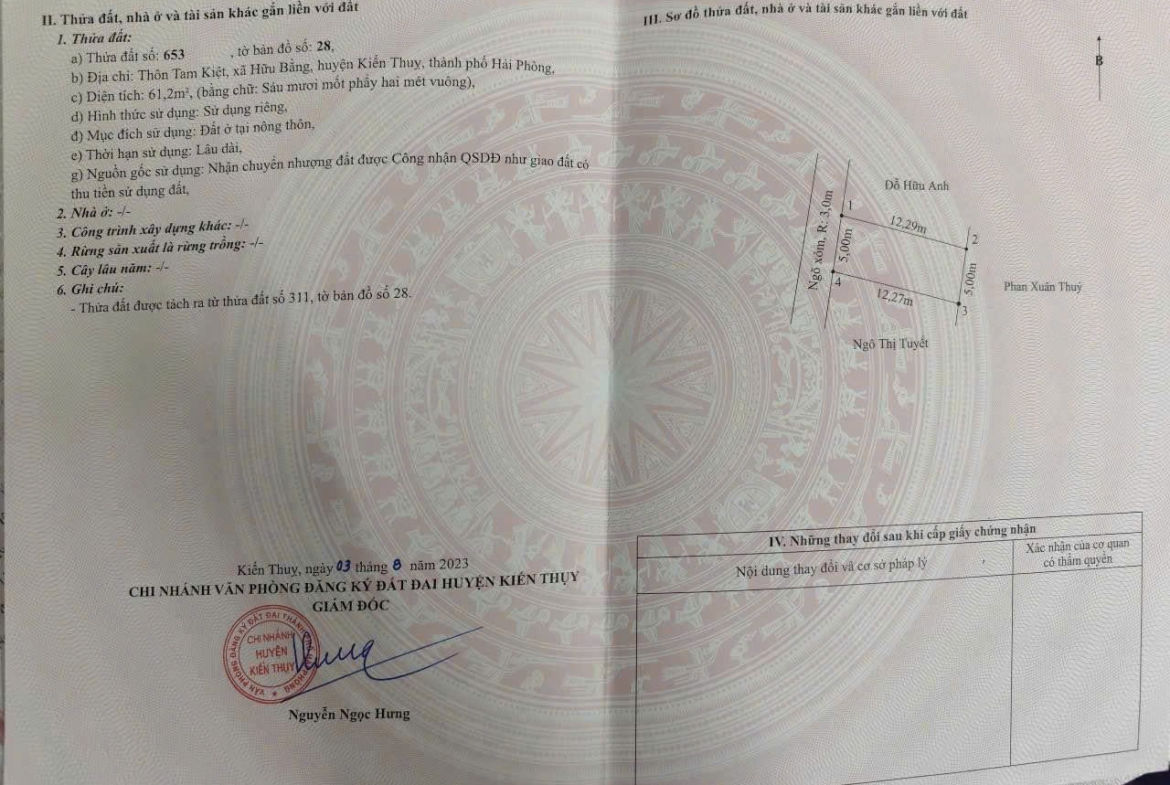 II. Thửa đất, nhà ở và tài sản khác gắn liền với đất
1. Thửa đất:
a) Thửa đất số: 653 , tờ bản đồ số: 28,
b) Địa chỉ: Thôn Tam Kiệt, xã Hữu Bằng, huyện Kiến Thuỵ, thành phố Hải Phòng,
c) Diện tích: 61,2m², (bằng chữ: Sáu mươi mốt phẩy hai mét vuông),
d) Hình thức sử dụng: Sử dụng riêng,
đ) Mục đích sử dụng: Đất ở tại nông thôn,
e) Thời hạn sử dụng: Lâu dài,
g) Nguồn gốc sử dụng: Nhận chuyển nhượng đất được Công nhận QSDĐ như giao đất có
thu tiền sử dụng đất,
2. Nhà ở: -/-
3. Công trình xây dựng khác: -/-
4. Rừng sản xuất là rừng trồng: -/-
5. Cây lâu năm: -/-
6. Ghi chú:
- Thửa đất được tách ra từ thửa đất số 311, tờ bản đồ số 28.
Kiến Thuỵ, ngày 03 tháng 8 năm 2023
CHI NHÁNH VĂN PHÒNG ĐĂNG KÝ ĐẤT ĐAI HUYỆN KIẾN THỤY
GIÁM ĐỐC
VĂN PHÒNG ĐĂNG KÝ ĐẤT ĐAI THÀNH PHỐ HẢI PHÒNG
CHI NHÁNH
HUYỆN
KIẾN THỤY
Nguyễn Ngọc Hưng
III. Sơ đồ thửa đất, nhà ở và tài sản khác gắn liền với đất
B
Đỗ Hữu Anh
Ngõ xóm, R: 3,0m
1
12,29m
2
5,00m
5,00m
4
12,27m
3
Phan Xuân Thuỷ
Ngô Thị Tuyết
IV. Những thay đổi sau khi cấp giấy chứng nhận
Nội dung thay đổi và cơ sở pháp lý
Xác nhận của cơ quan
có thẩm quyền